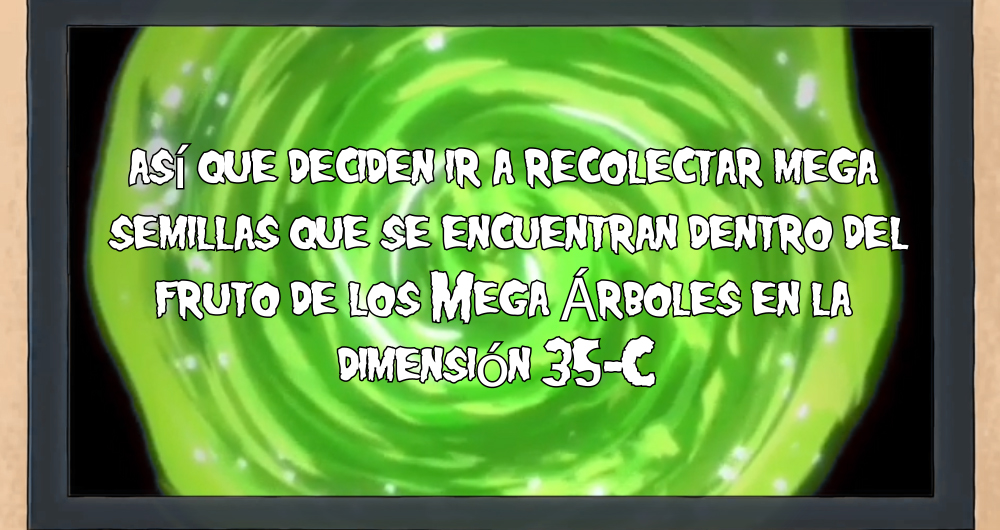 así que deciden ir a recolectar mega
semillas que se encuentran dentro del
fruto de los Mega Árboles en la
dimensión 35-C